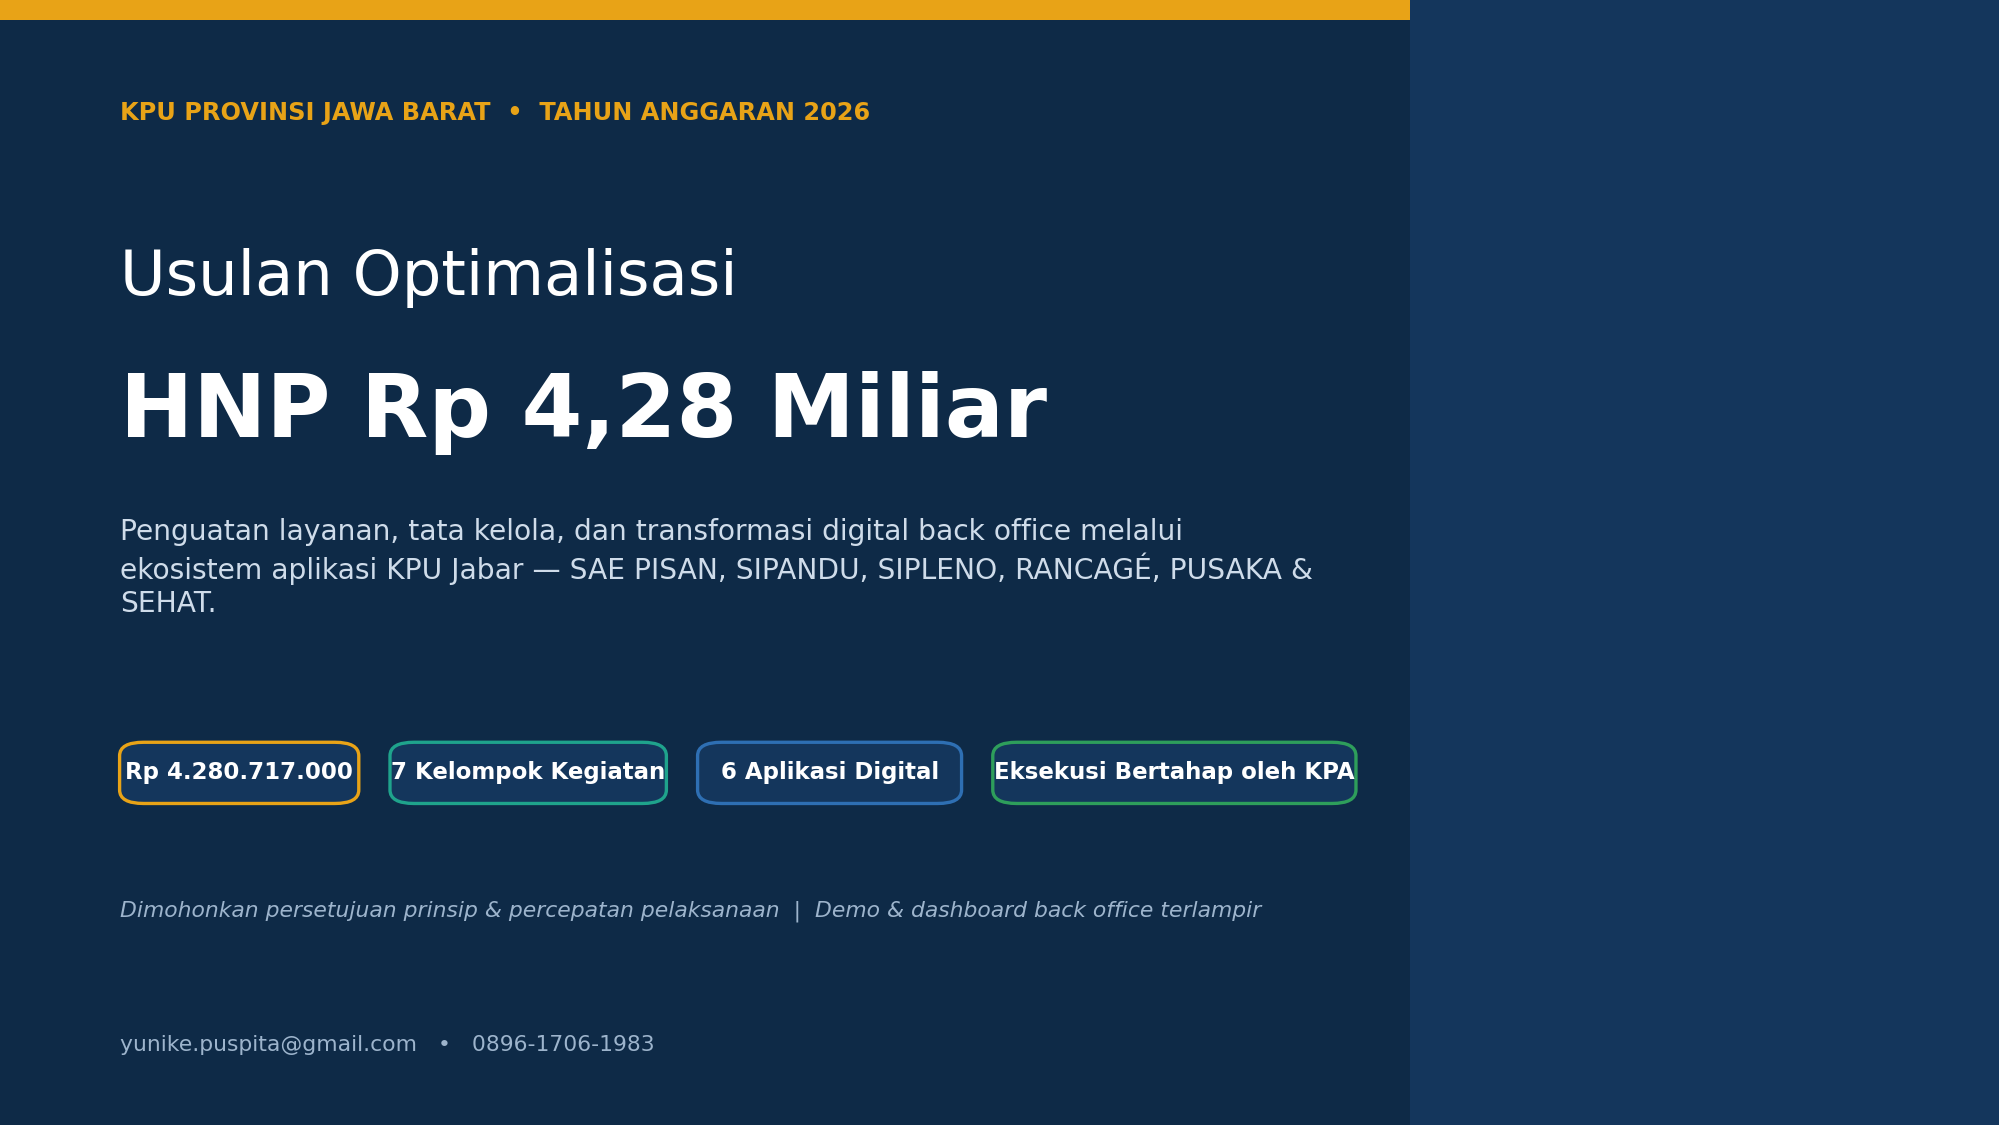 KPU PROVINSI JAWA BARAT • TAHUN ANGGARAN 2026
Usulan Optimalisasi
HNP Rp 4,28 Miliar
Penguatan layanan, tata kelola, dan transformasi digital back office melalui
ekosistem aplikasi KPU Jabar — SAE PISAN, SIPANDU, SIPLENO, RANCAGÉ, PUSAKA &
SEHAT.
Rp 4.280.717.000
7 Kelompok Kegiatan
6 Aplikasi Digital
Eksekusi Bertahap oleh KPA
Dimohonkan persetujuan prinsip & percepatan pelaksanaan | Demo & dashboard back office terlampir
yunike.puspita@gmail.com • 0896-1706-1983